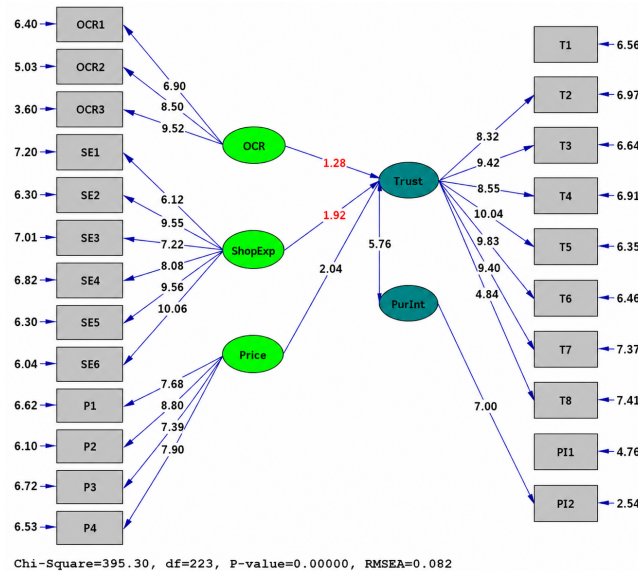 6.40 OCR1
5.03 OCR2
3.60 OCR3
7.20 SE1
6.30 SE2
7.01 SE3
6.82 SE4
6.30 SE5
6.04 SE6
6.62 P1
6.10 P2
6.72 P3
6.53 P4
6.90
8.50
9.52
6.12
9.55
7.22
8.08
9.56
10.06
7.68
8.80
7.39
7.90
OCR
ShopExp
Price
1.28
1.92
2.04
Trust
5.76
PurInt
8.32
9.42
8.55
10.04
9.83
9.40
4.84
7.00
T1 6.56
T2 6.97
T3 6.64
T4 6.91
T5 6.35
T6 6.46
T7 7.37
T8 7.41
PI1 4.76
PI2 2.54
Chi-Square=395.30, df=223, P-value=0.00000, RMSEA=0.082